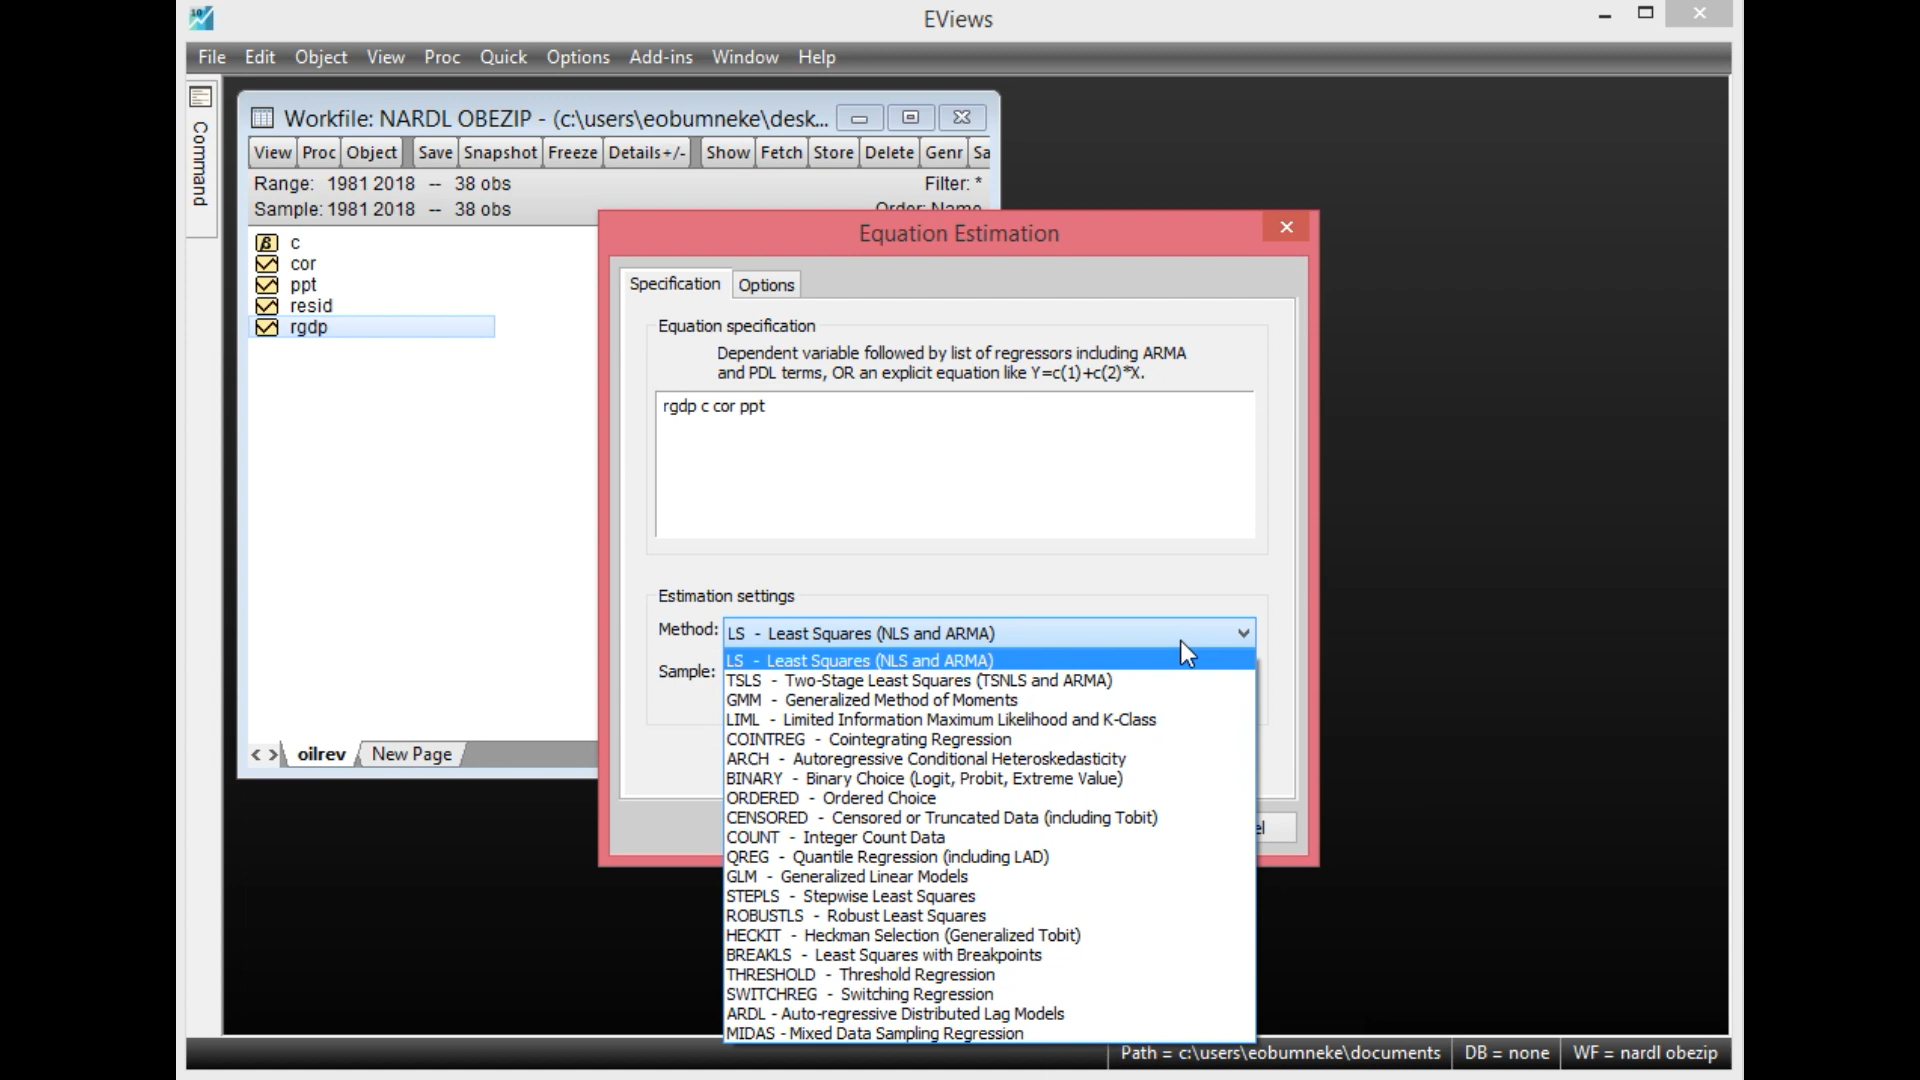 10
EViews
File Edit Object View Proc Quick Options Add-ins Window Help
Command
Workfile: NARDL OBEZIP - (c:\users\eobumneke\desk...
View Proc Object Save Snapshot Freeze Details+/- Show Fetch Store Delete Genr Sa
Range: 1981 2018 -- 38 obs Filter: *
Sample: 1981 2018 -- 38 obs Order: Name
β c
cor
ppt
resid
rgdp
< > oilrev New Page
Equation Estimation
Specification Options
Equation specification
Dependent variable followed by list of regressors including ARMA
and PDL terms, OR an explicit equation like Y=c(1)+c(2)*X.
rgdp c cor ppt
Estimation settings
Method: LS - Least Squares (NLS and ARMA)
Sample:
LS - Least Squares (NLS and ARMA)
TSLS - Two-Stage Least Squares (TSNLS and ARMA)
GMM - Generalized Method of Moments
LIML - Limited Information Maximum Likelihood and K-Class
COINTREG - Cointegrating Regression
ARCH - Autoregressive Conditional Heteroskedasticity
BINARY - Binary Choice (Logit, Probit, Extreme Value)
ORDERED - Ordered Choice
CENSORED - Censored or Truncated Data (including Tobit)
COUNT - Integer Count Data
QREG - Quantile Regression (including LAD)
GLM - Generalized Linear Models
STEPLS - Stepwise Least Squares
ROBUSTLS - Robust Least Squares
HECKIT - Heckman Selection (Generalized Tobit)
BREAKLS - Least Squares with Breakpoints
THRESHOLD - Threshold Regression
SWITCHREG - Switching Regression
ARDL - Auto-regressive Distributed Lag Models
MIDAS - Mixed Data Sampling Regression
Path = c:\users\eobumneke\documents DB = none WF = nardl obezip